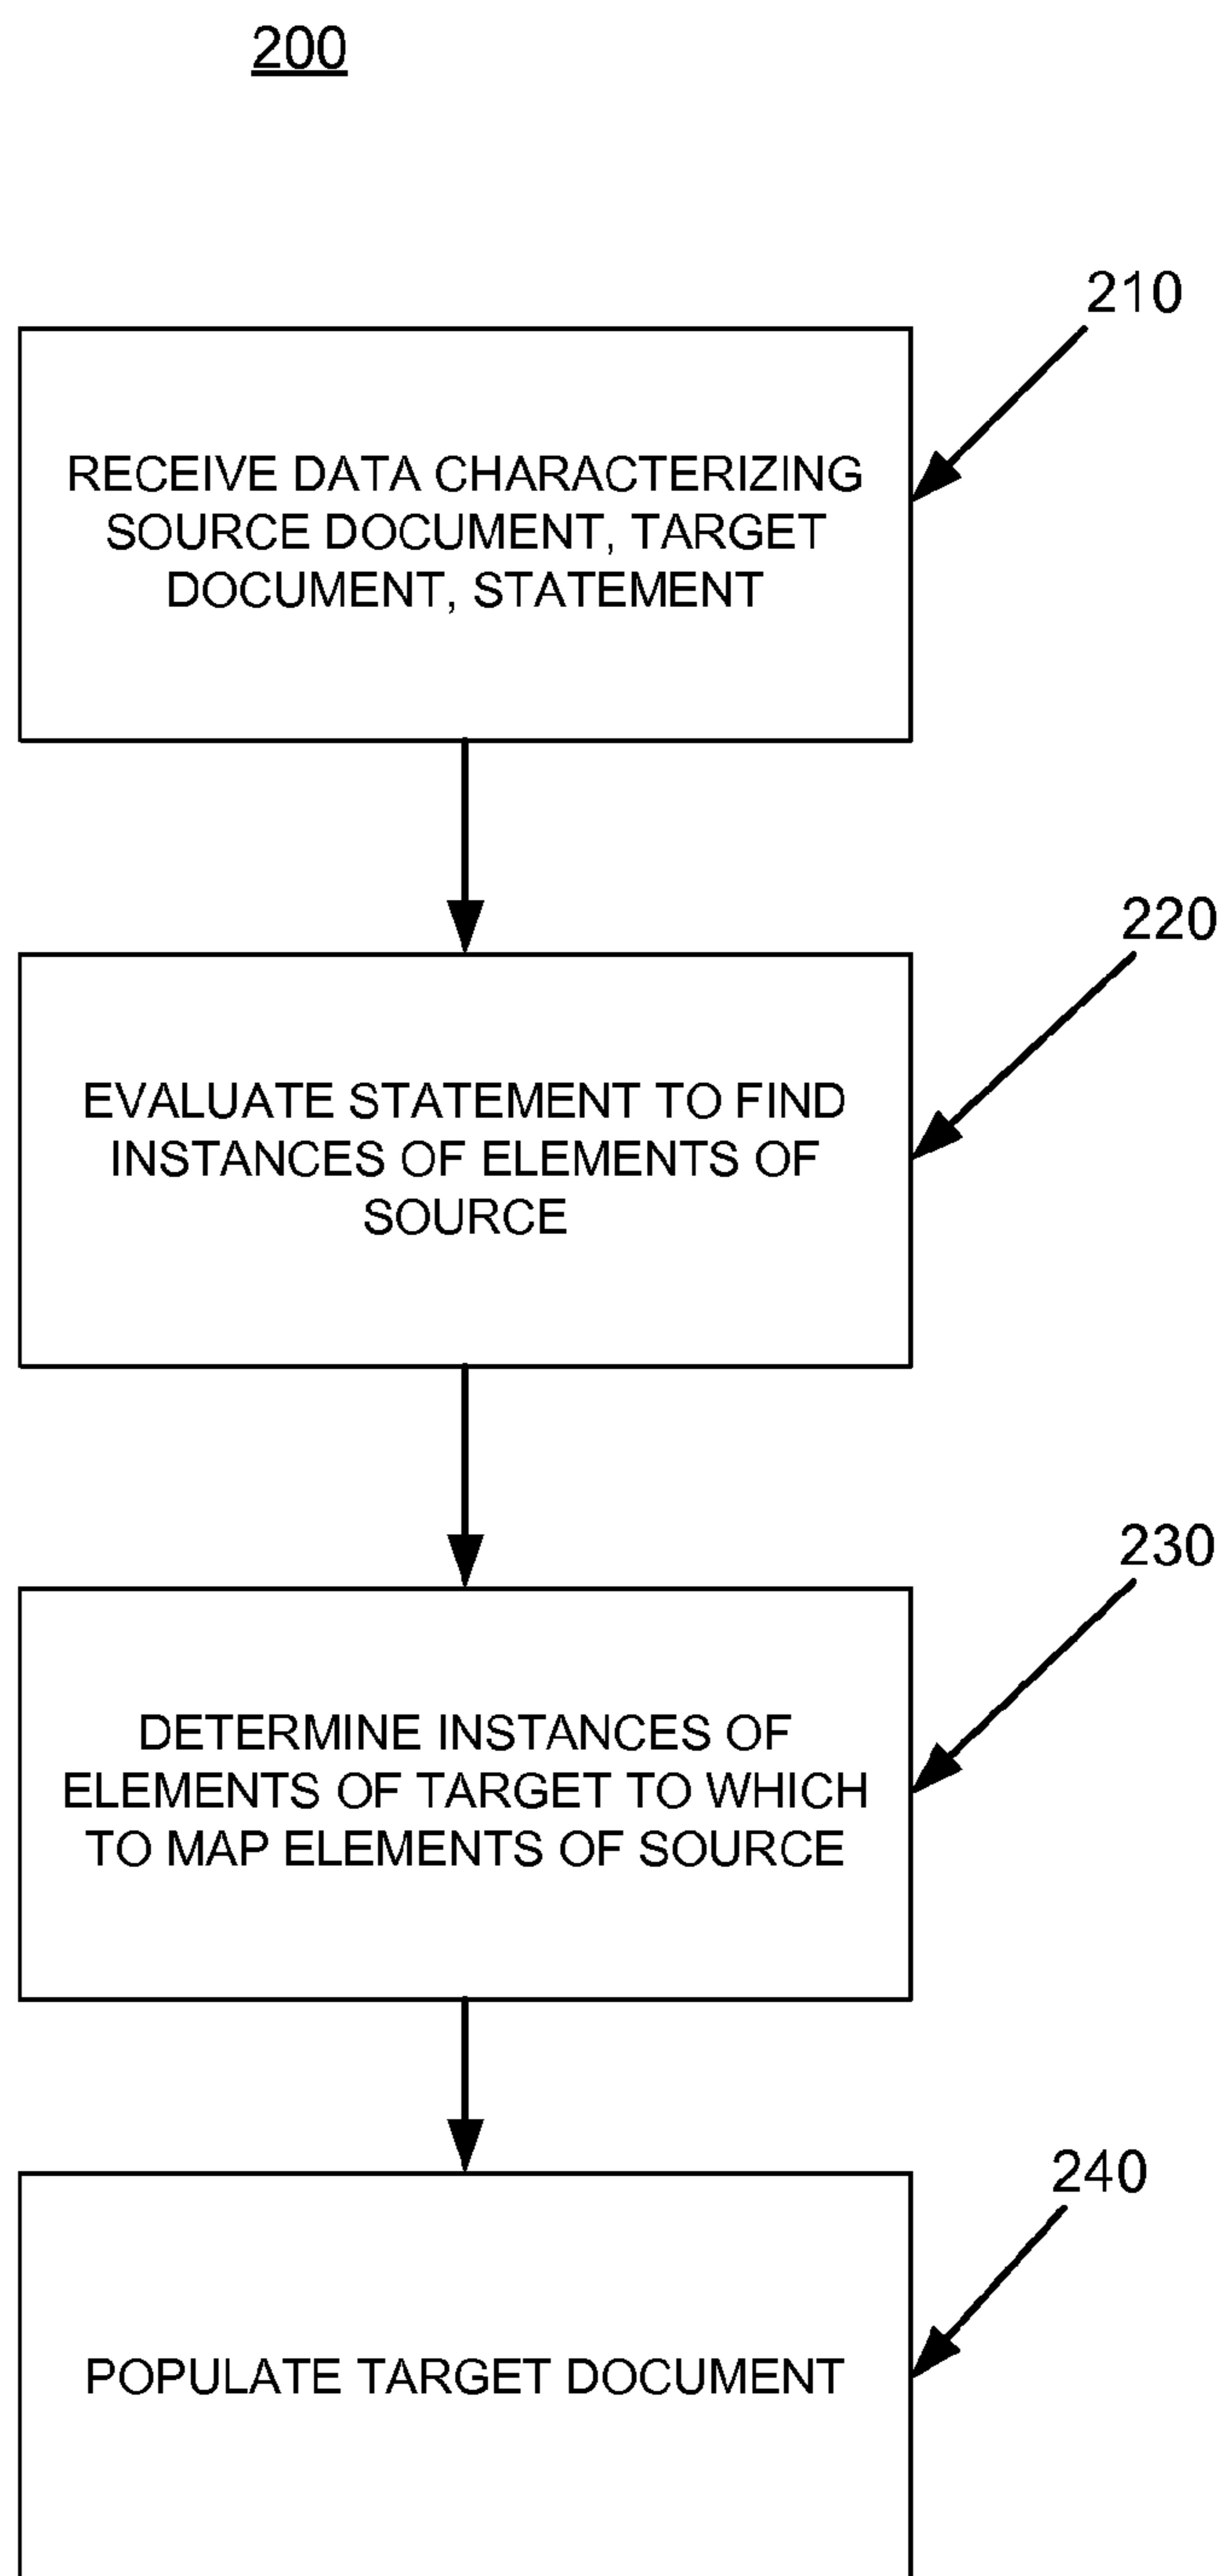 200
210
RECEIVE DATA CHARACTERIZING
SOURCE DOCUMENT, TARGET
DOCUMENT, STATEMENT
220
EVALUATE STATEMENT TO FIND
INSTANCES OF ELEMENTS OF
SOURCE
230
DETERMINE INSTANCES OF
ELEMENTS OF TARGET TO WHICH
TO MAP ELEMENTS OF SOURCE
240
POPULATE TARGET DOCUMENT